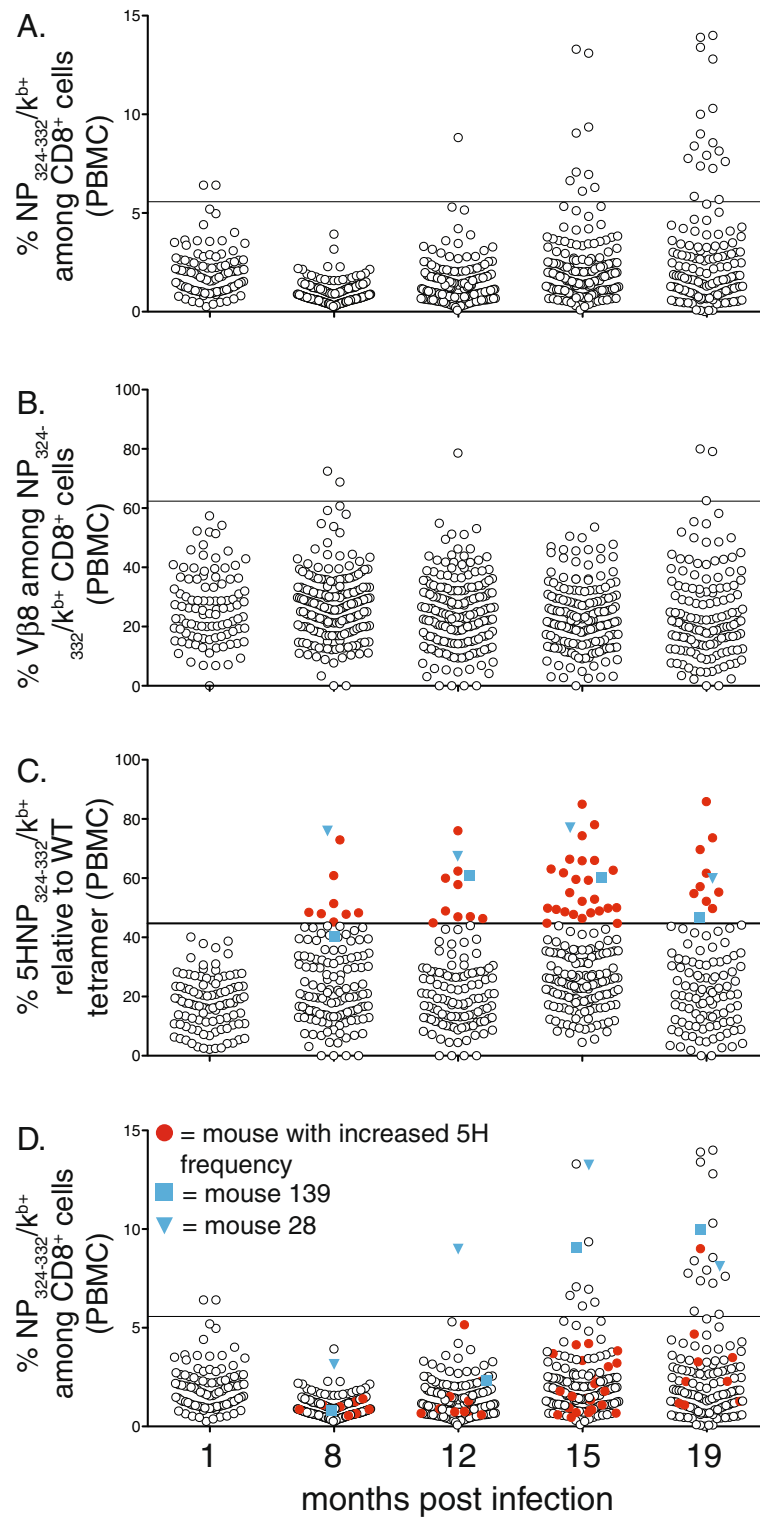 A.
% NP324-332/kb+
among CD8+ cells
(PBMC)
15
10
5
0
B.
% Vβ8 among NP324-
332/kb+ CD8+ cells
(PBMC)
100
80
60
40
20
0
C.
% 5HNP324-332/kb+
relative to WT
tetramer (PBMC)
100
80
60
40
20
0
D.
% NP324-332/kb+
among CD8+ cells
(PBMC)
15
10
5
0
= mouse with increased 5H
frequency
= mouse 139
= mouse 28
1 8 12 15 19
months post infection